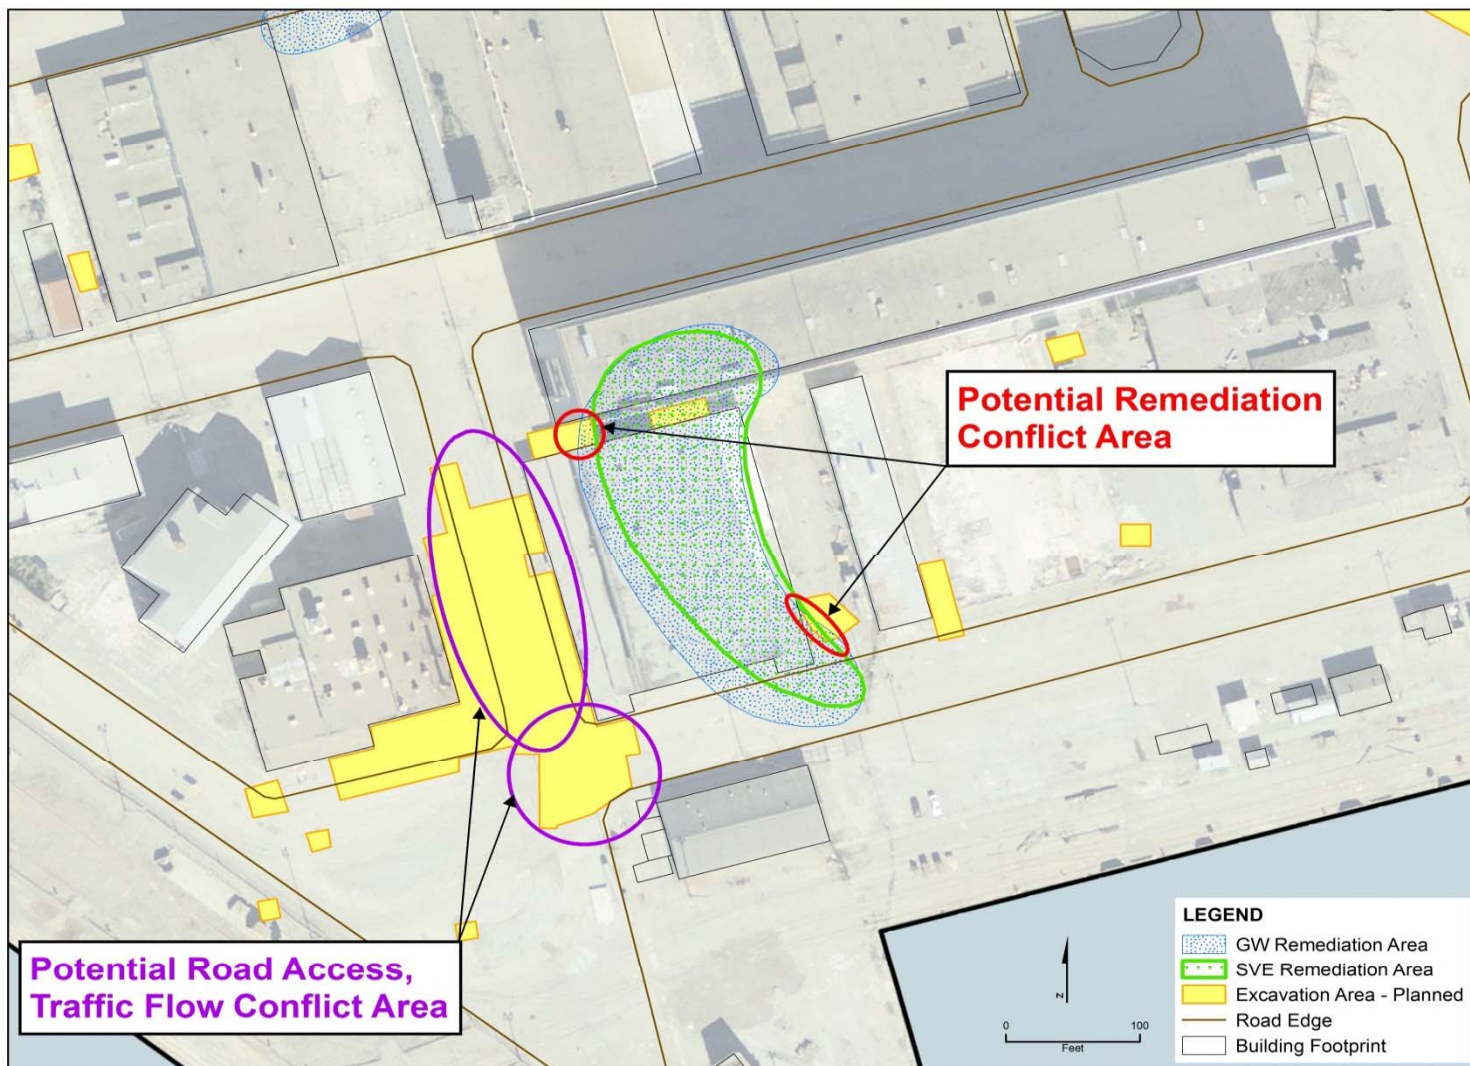 Potential Remediation
Conflict Area
Potential Road Access,
Traffic Flow Conflict Area
LEGEND
GW Remediation Area
SVE Remediation Area
Excavation Area - Planned
Road Edge
Building Footprint
N
0 100
Feet